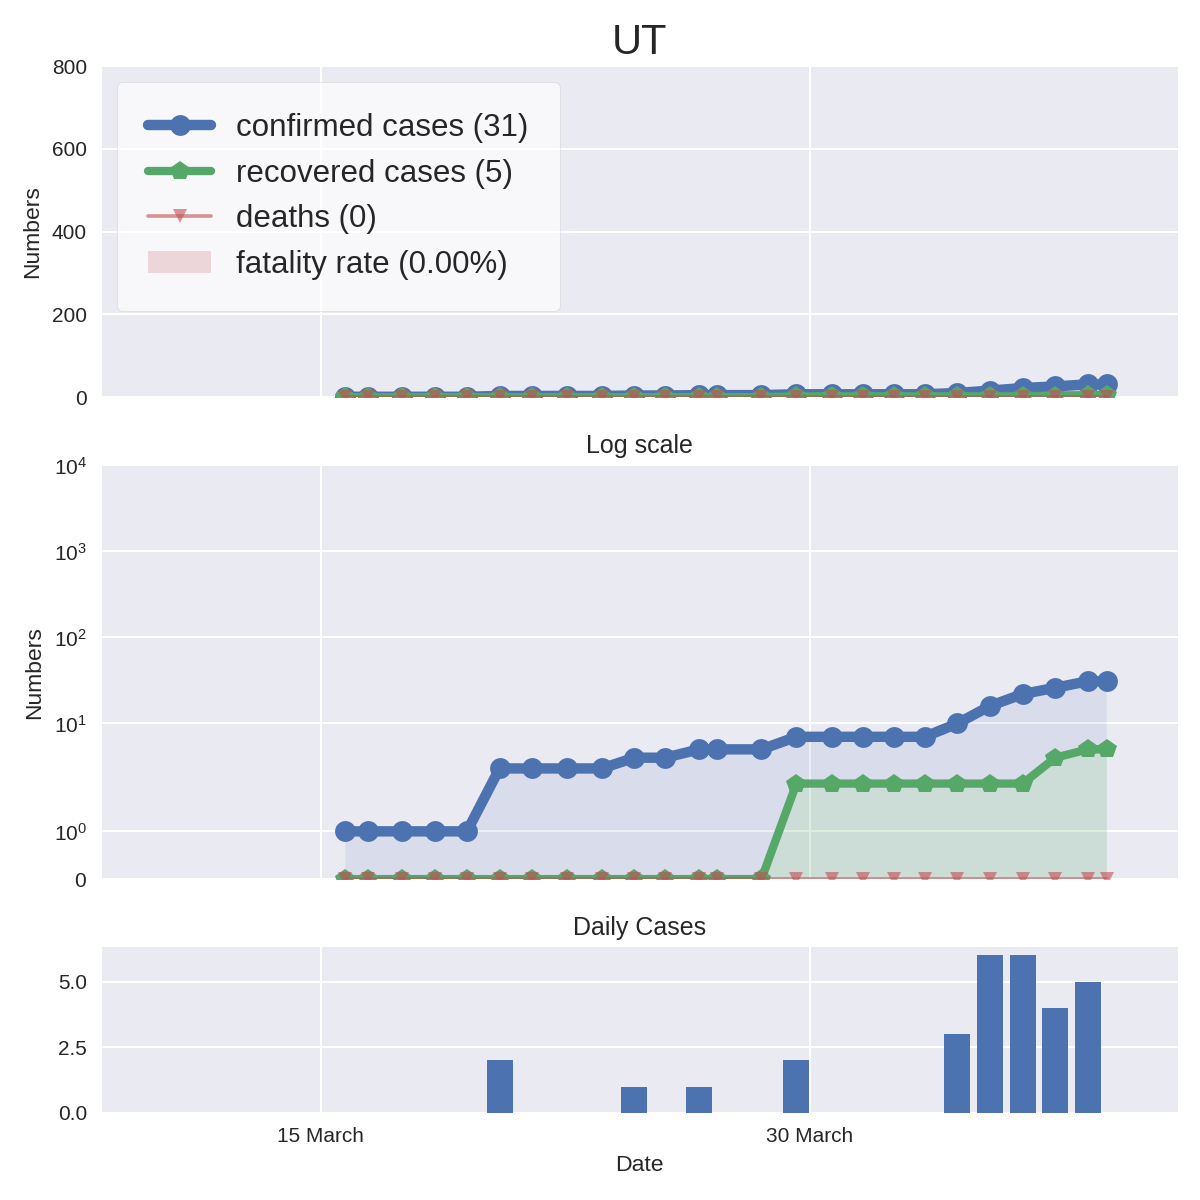 UT
800
600
400
200
0
Numbers
confirmed cases (31)
recovered cases (5)
deaths (0)
fatality rate (0.00%)
Log scale
10⁴
10³
10²
10¹
10⁰
0
Numbers
Daily Cases
5.0
2.5
0.0
15 March 30 March
Date